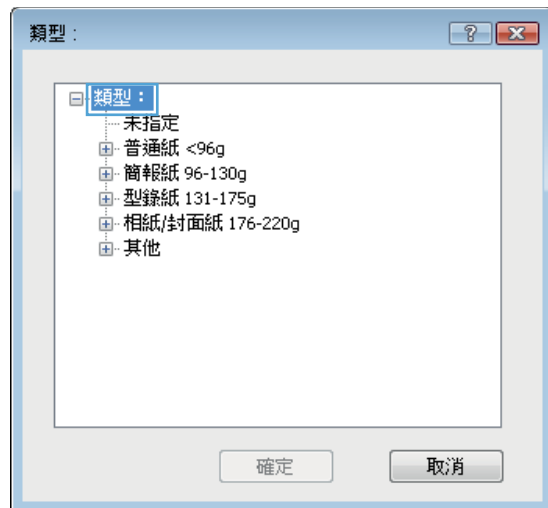 類型：
類型：
未指定
普通紙 <96g
簡報紙 96-130g
型錄紙 131-175g
相紙/封面紙 176-220g
其他
確定
取消